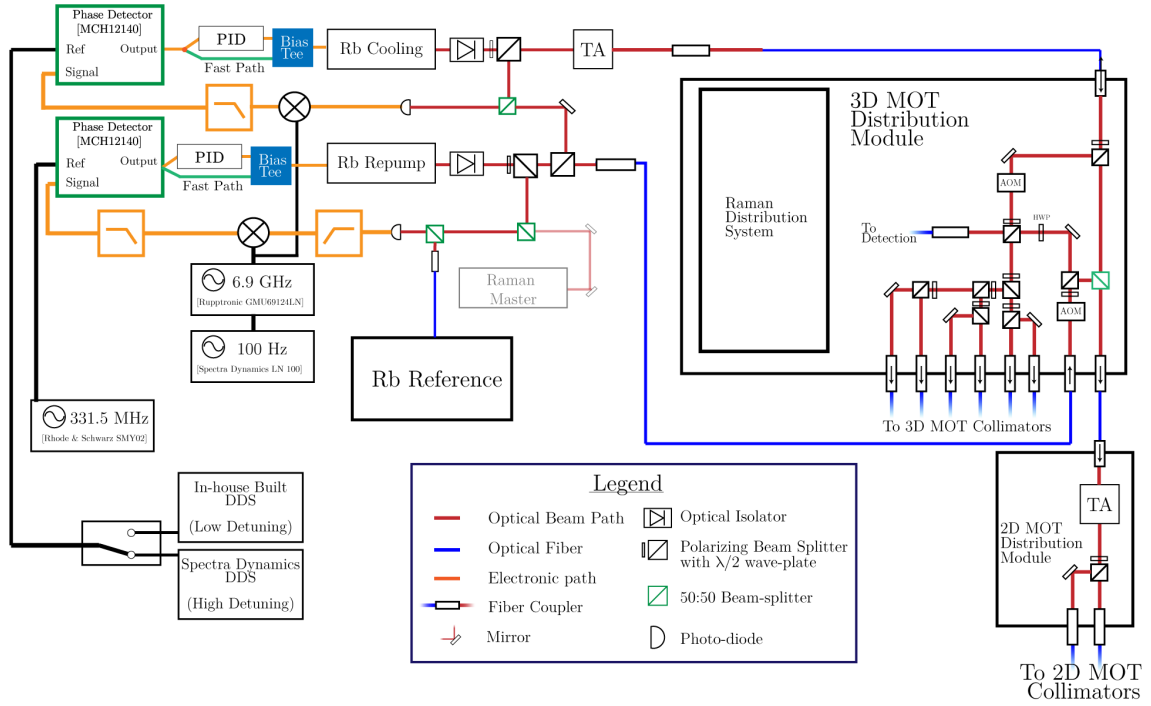 Phase Detector
[MCH12140]
Ref
Output
Signal
PID
Fast Path
Bias
Tee
Rb Cooling
TA
Phase Detector
[MCH12140]
Ref
Output
Signal
PID
Fast Path
Bias
Tee
Rb Repump
6.9 GHz
[Rupptronic GMU69124LN]
100 Hz
[Spectra Dynamics LN 100]
331.5 MHz
[Rhode & Schwarz SMY02]
Raman
Master
Rb Reference
3D MOT
Distribution
Module
Raman
Distribution
System
AOM
To
Detection
HWP
AOM
To 3D MOT Collimators
In-house Built
DDS
(Low Detuning)
Spectra Dynamics
DDS
(High Detuning)
Legend
Optical Beam Path
Optical Fiber
Electronic path
Fiber Coupler
Mirror
Optical Isolator
Polarizing Beam Splitter
with λ/2 wave-plate
50:50 Beam-splitter
Photo-diode
TA
2D MOT
Distribution
Module
To 2D MOT
Collimators